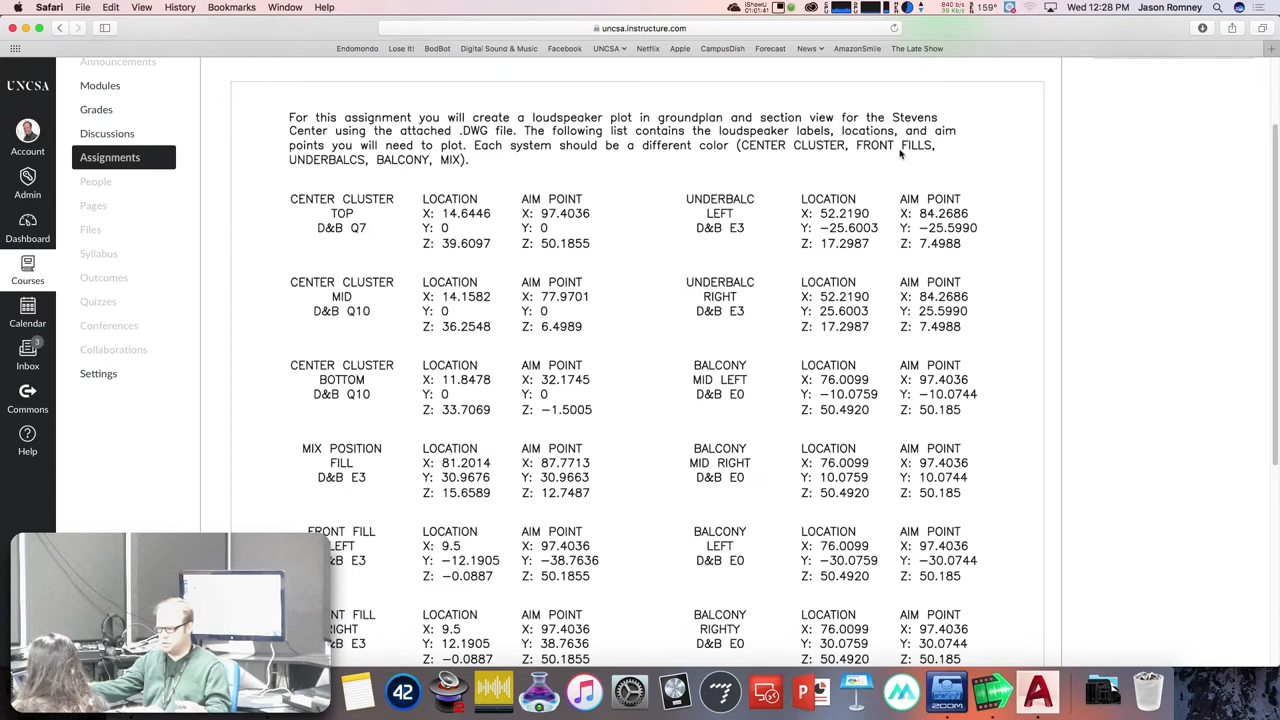 Safari File Edit View History Bookmarks Window Help
iShowU
01:01:41
840 b/s
39 Kb/s
159°
12:28 PM Jason Romney
uncsa.instructure.com
Endomondo Lose It! BodBot Digital Sound & Music Facebook UNCSA Netflix Apple CampusDish Forecast News AmazonSmile The Late Show
UNCSA
Account
Admin
Dashboard
Courses
Calendar
3
Inbox
Commons
Help
Announcements
Modules
Grades
Discussions
Assignments
People
Pages
Files
Syllabus
Outcomes
Quizzes
Conferences
Collaborations
Settings
For this assignment you will create a loudspeaker plot in groundplan and section view for the Stevens
Center using the attached .DWG file. The following list contains the loudspeaker labels, locations, and aim
points you will need to plot. Each system should be a different color (CENTER CLUSTER, FRONT FILLS,
UNDERBALCS, BALCONY, MIX).
CENTER CLUSTER LOCATION AIM POINT
TOP X: 14.6446 X: 97.4036
D&B Q7 Y: 0 Y: 0
Z: 39.6097 Z: 50.1855
CENTER CLUSTER LOCATION AIM POINT
MID X: 14.1582 X: 77.9701
D&B Q10 Y: 0 Y: 0
Z: 36.2548 Z: 6.4989
CENTER CLUSTER LOCATION AIM POINT
BOTTOM X: 11.8478 X: 32.1745
D&B Q10 Y: 0 Y: 0
Z: 33.7069 Z: -1.5005
MIX POSITION LOCATION AIM POINT
FILL X: 81.2014 X: 87.7713
D&B E3 Y: 30.9676 Y: 30.9663
Z: 15.6589 Z: 12.7487
FRONT FILL LOCATION AIM POINT
LEFT X: 9.5 X: 97.4036
E3 Y: -12.1905 Y: -38.7636
Z: -0.0887 Z: 50.1855
FILL LOCATION AIM POINT
X: 9.5 X: 97.4036
E3 Y: 12.1905 Y: 38.7636
Z: -0.0887 Z: 50.1855
UNDERBALC LOCATION AIM POINT
LEFT X: 52.2190 X: 84.2686
D&B E3 Y: -25.6003 Y: -25.5990
Z: 17.2987 Z: 7.4988
UNDERBALC LOCATION AIM POINT
RIGHT X: 52.2190 X: 84.2686
D&B E3 Y: 25.6003 Y: 25.5990
Z: 17.2987 Z: 7.4988
BALCONY LOCATION AIM POINT
MID LEFT X: 76.0099 X: 97.4036
D&B E0 Y: -10.0759 Y: -10.0744
Z: 50.4920 Z: 50.185
BALCONY LOCATION AIM POINT
MID RIGHT X: 76.0099 X: 97.4036
D&B E0 Y: 10.0759 Y: 10.0744
Z: 50.4920 Z: 50.185
BALCONY LOCATION AIM POINT
LEFT X: 76.0099 X: 97.4036
D&B E0 Y: -30.0759 Y: -30.0744
Z: 50.4920 Z: 50.185
BALCONY LOCATION AIM POINT
RIGHTY X: 76.0099 X: 97.4036
D&B E0 Y: 30.0759 Y: 30.0744
Z: 50.4920 Z: 50.185
42
ZOOM